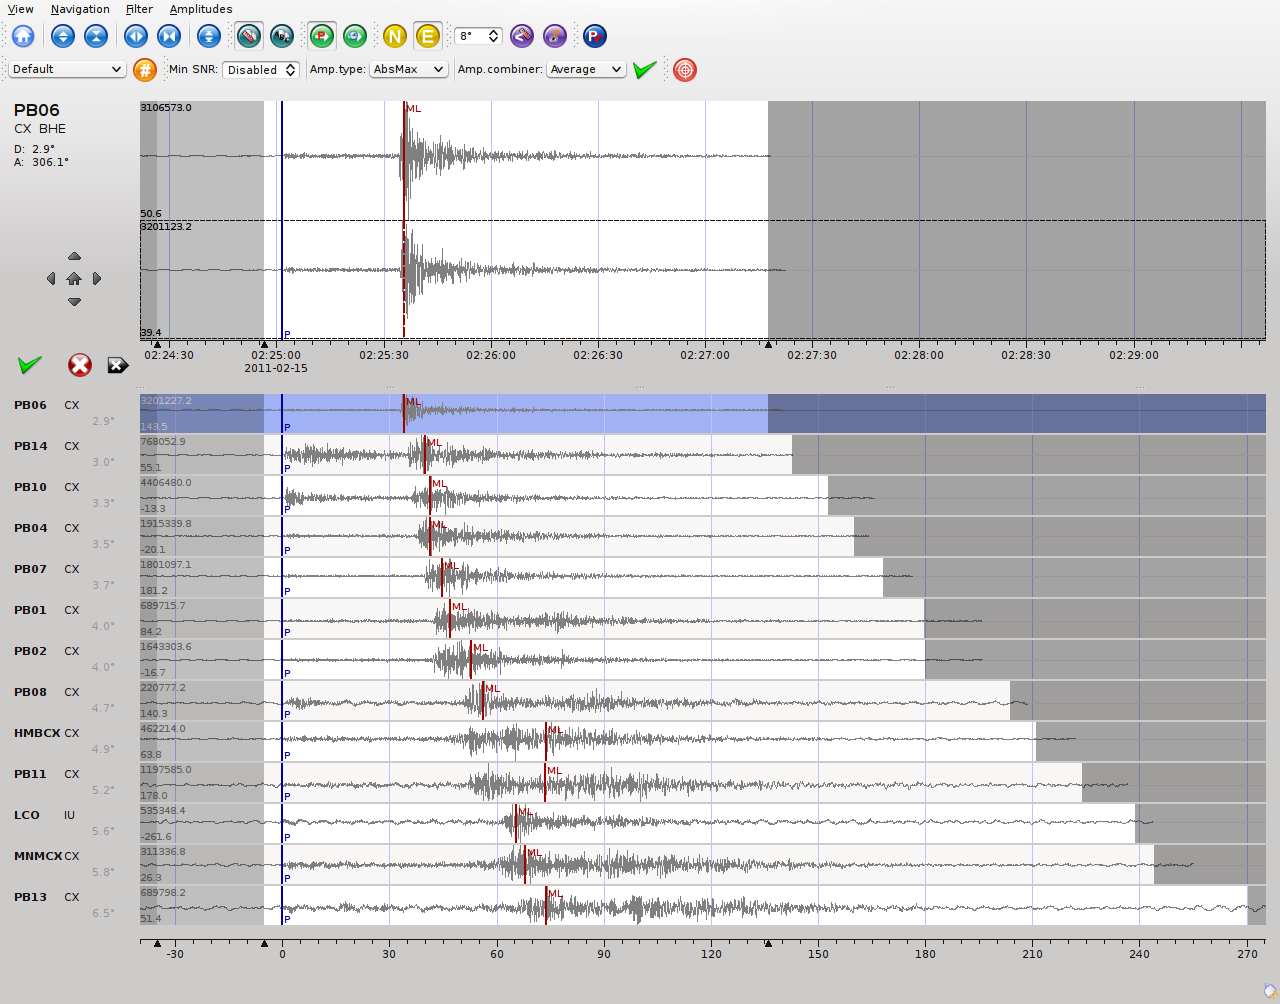 View Navigation Filter Amplitudes
P P N E 8° P
Default # Min SNR: Disabled Amp.type: AbsMax Amp.combiner: Average
PB06
CX BHE
D: 2.9°
A: 306.1°
3106573.0 ML
50.6
3201123.2
39.4 P
02:24:30 02:25:00 02:25:30 02:26:00 02:26:30 02:27:00 02:27:30 02:28:00 02:28:30 02:29:00
2011-02-15
PB06 CX 2.9° 3201227.2 143.5 P ML
PB14 CX 3.0° 768052.9 55.1 P ML
PB10 CX 3.3° 4406480.0 -13.3 P ML
PB04 CX 3.5° 1915339.8 -20.1 P ML
PB07 CX 3.7° 1801097.1 181.2 P ML
PB01 CX 4.0° 689715.7 84.2 P ML
PB02 CX 4.0° 1643303.6 -16.7 P ML
PB08 CX 4.7° 220777.2 140.3 P ML
HMBCX CX 4.9° 462214.0 63.8 P ML
PB11 CX 5.2° 1197585.0 178.0 P ML
LCO IU 5.6° 535348.4 -261.6 P ML
MNMCX CX 5.8° 311336.8 26.3 P ML
PB13 CX 6.5° 689798.2 51.4 P ML
-30 0 30 60 90 120 150 180 210 240 270